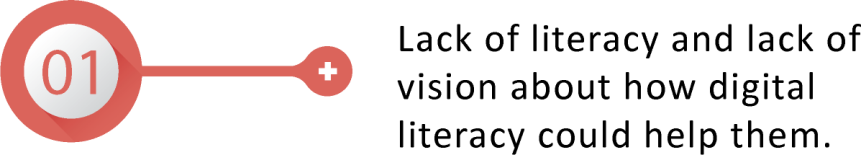 01
Lack of literacy and lack of
vision about how digital
literacy could help them.